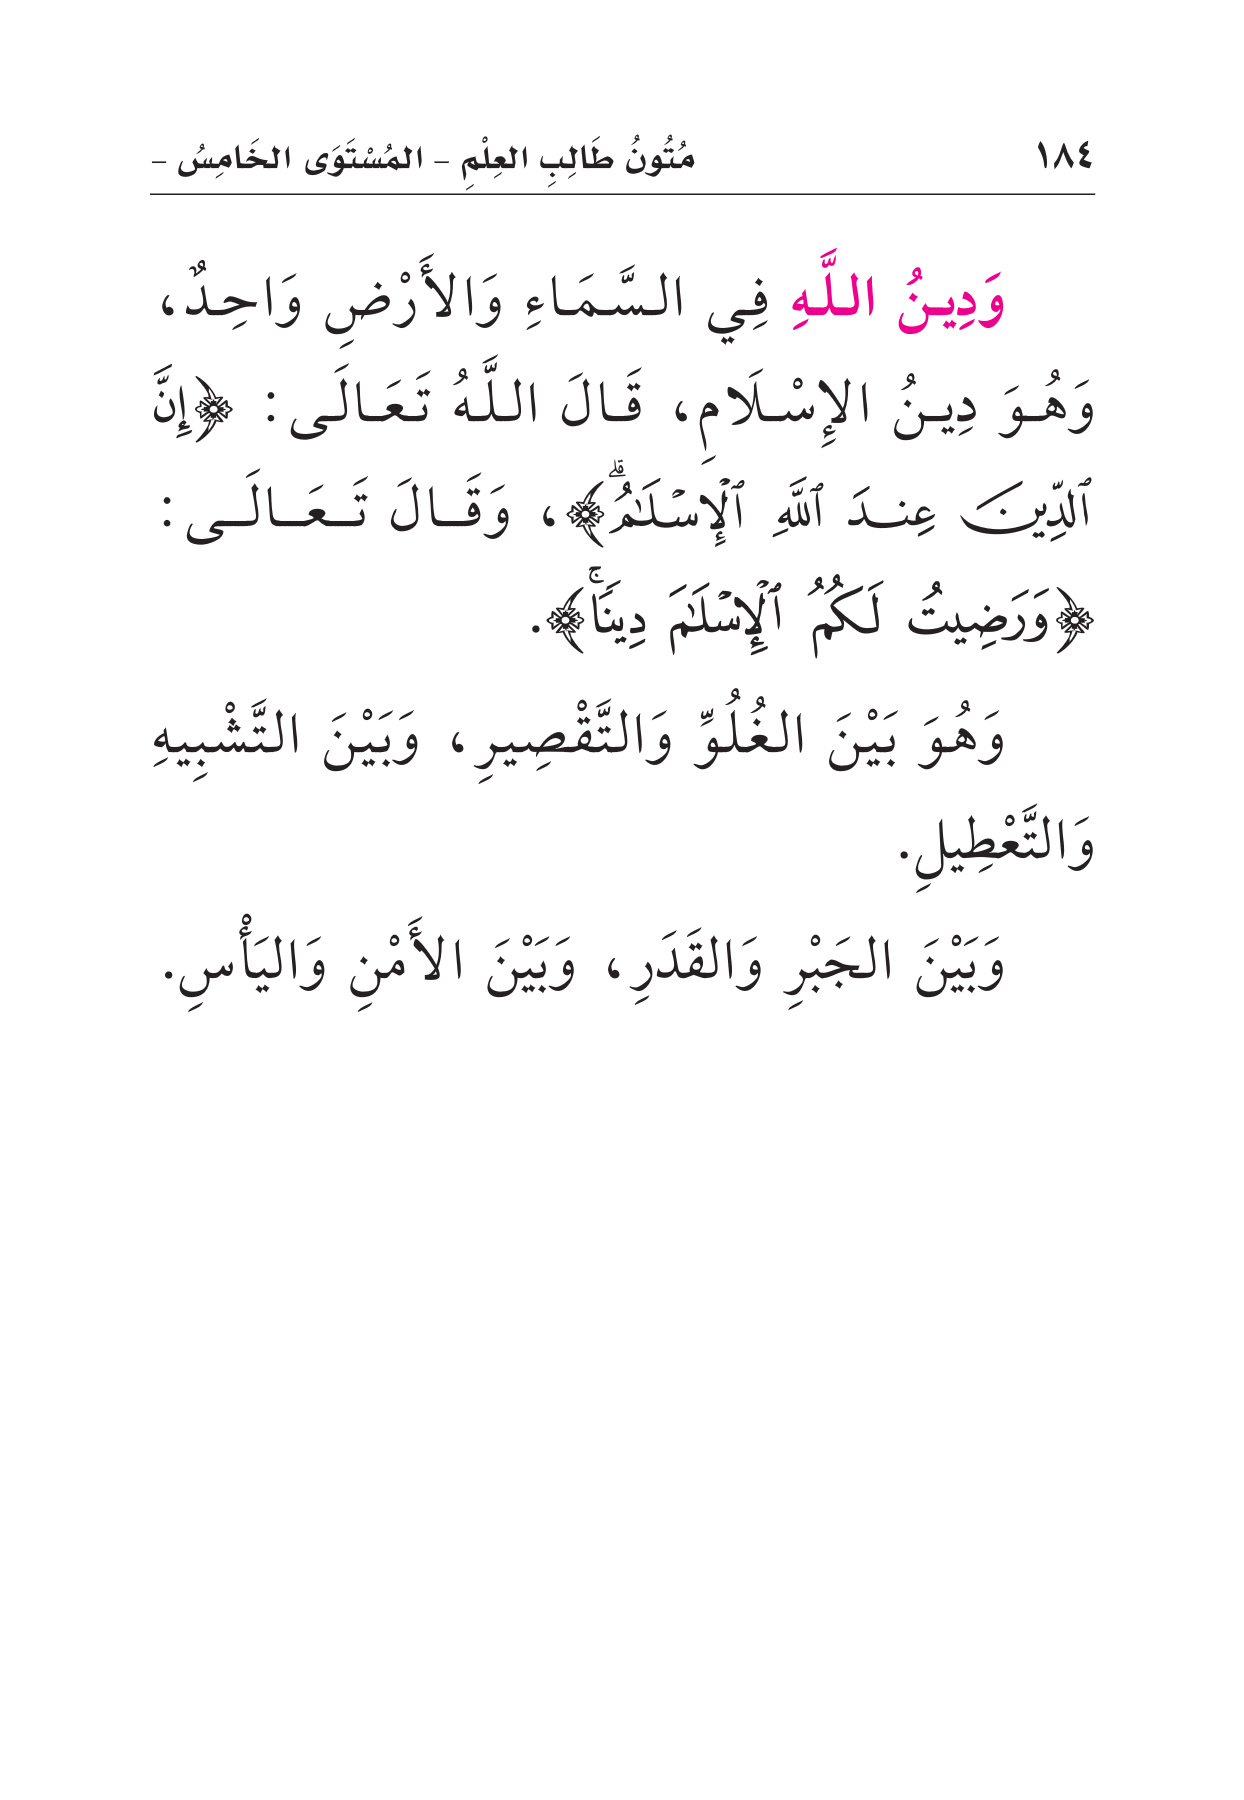 ١٨٤ مُتُونُ طَالِبِ العِلْمِ – المُسْتَوَى الخَامِسُ –
وَدِينُ اللَّهِ فِي السَّمَاءِ وَالأَرْضِ وَاحِدٌ،
وَهُوَ دِينُ الإِسْلَامِ، قَالَ اللَّهُ تَعَالَى: ﴿إِنَّ
ٱلدِّينَ عِندَ ٱللَّهِ ٱلْإِسْلَٰمُۗ﴾، وَقَالَ تَعَالَى:
﴿وَرَضِيتُ لَكُمُ ٱلْإِسْلَٰمَ دِينًاۚ﴾.
وَهُوَ بَيْنَ الغُلُوِّ وَالتَّقْصِيرِ، وَبَيْنَ التَّشْبِيهِ
وَالتَّعْطِيلِ.
وَبَيْنَ الجَبْرِ وَالقَدَرِ، وَبَيْنَ الأَمْنِ وَاليَأْسِ.